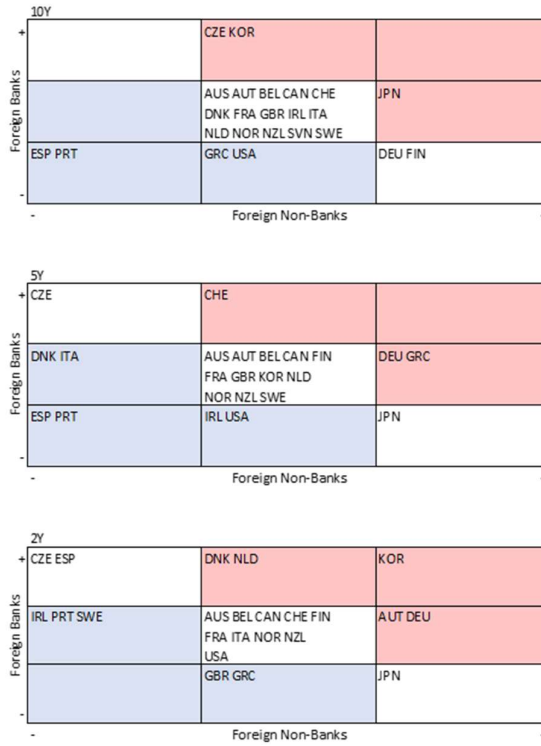 10Y
+
CZE KOR
AUS AUT BEL CAN CHE
DNK FRA GBR IRL ITA
NLD NOR NZL SVN SWE
JPN
ESP PRT
GRC USA
DEU FIN
Foreign Banks
-
-
Foreign Non-Banks
5Y
+
CZE
CHE
DNK ITA
AUS AUT BEL CAN FIN
FRA GBR KOR NLD
NOR NZL SWE
DEU GRC
ESP PRT
IRL USA
JPN
Foreign Banks
-
-
Foreign Non-Banks
2Y
+
CZE ESP
DNK NLD
KOR
IRL PRT SWE
AUS BEL CAN CHE FIN
FRA ITA NOR NZL
USA
AUT DEU
GBR GRC
JPN
Foreign Banks
-
-
Foreign Non-Banks